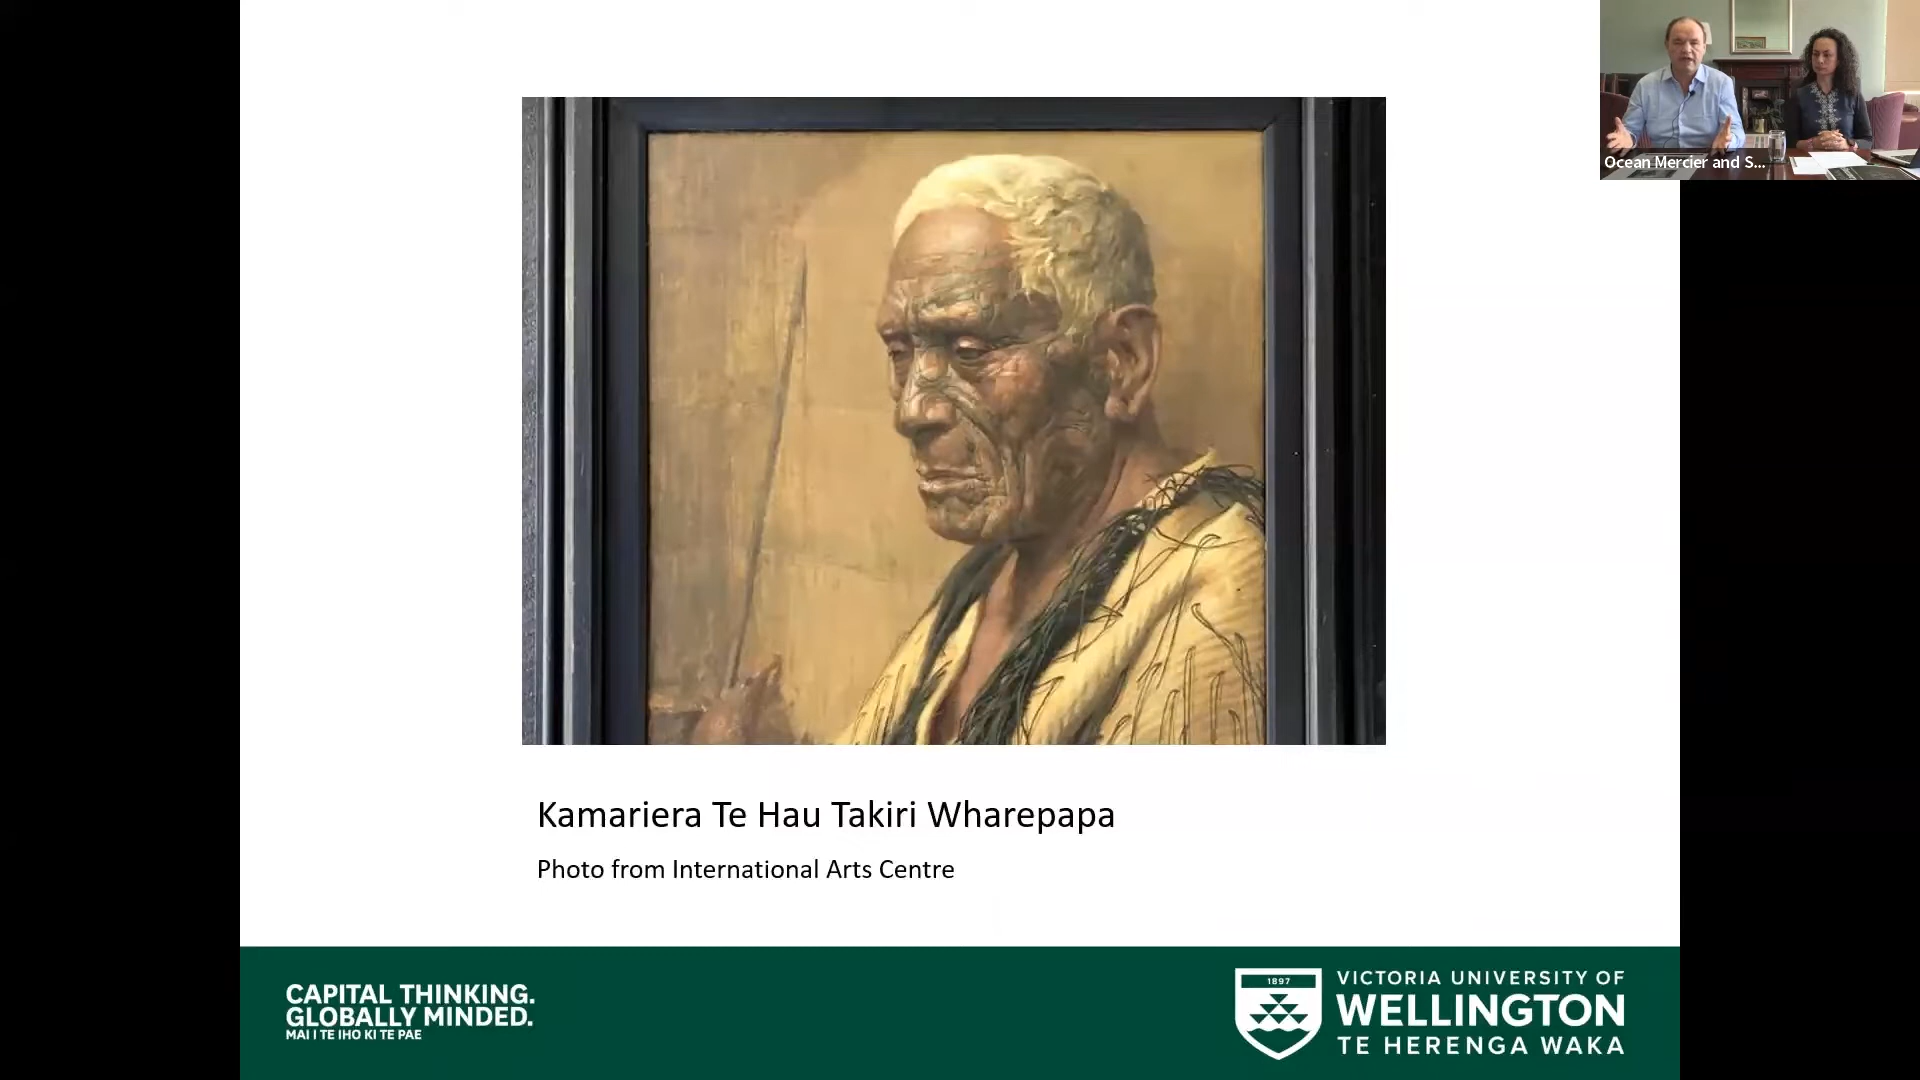 Ocean Mercier and S...
Kamariera Te Hau Takiri Wharepapa
Photo from International Arts Centre
CAPITAL THINKING.
GLOBALLY MINDED.
MAI I TE IHO KI TE PAE
1897
VICTORIA UNIVERSITY OF
WELLINGTON
TE HERENGA WAKA